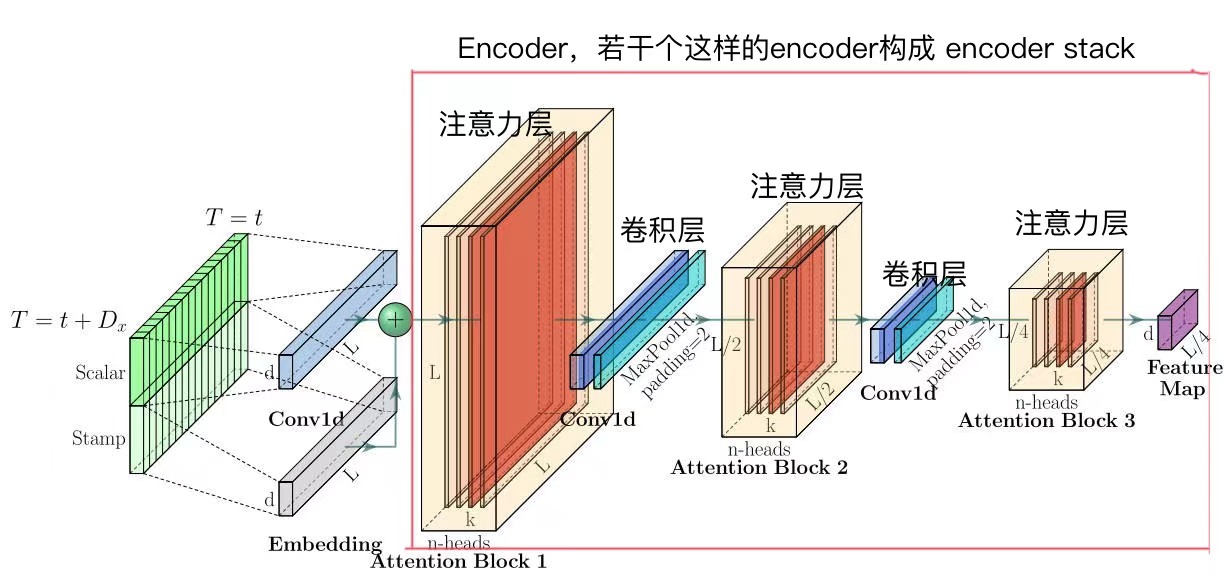 Encoder，若干个这样的encoder构成 encoder stack
注意力层
T = t
T = t + Dₓ
Scalar
Stamp
d
L
Conv1d
d
L
Embedding
+
L
L
k
n-heads
Attention Block 1
卷积层
Conv1d
MaxPool1d,
padding=2
注意力层
L/2
L/2
k
n-heads
Attention Block 2
卷积层
Conv1d
MaxPool1d,
padding=2
注意力层
L/4
L/4
k
n-heads
Attention Block 3
d
L/4
Feature
Map